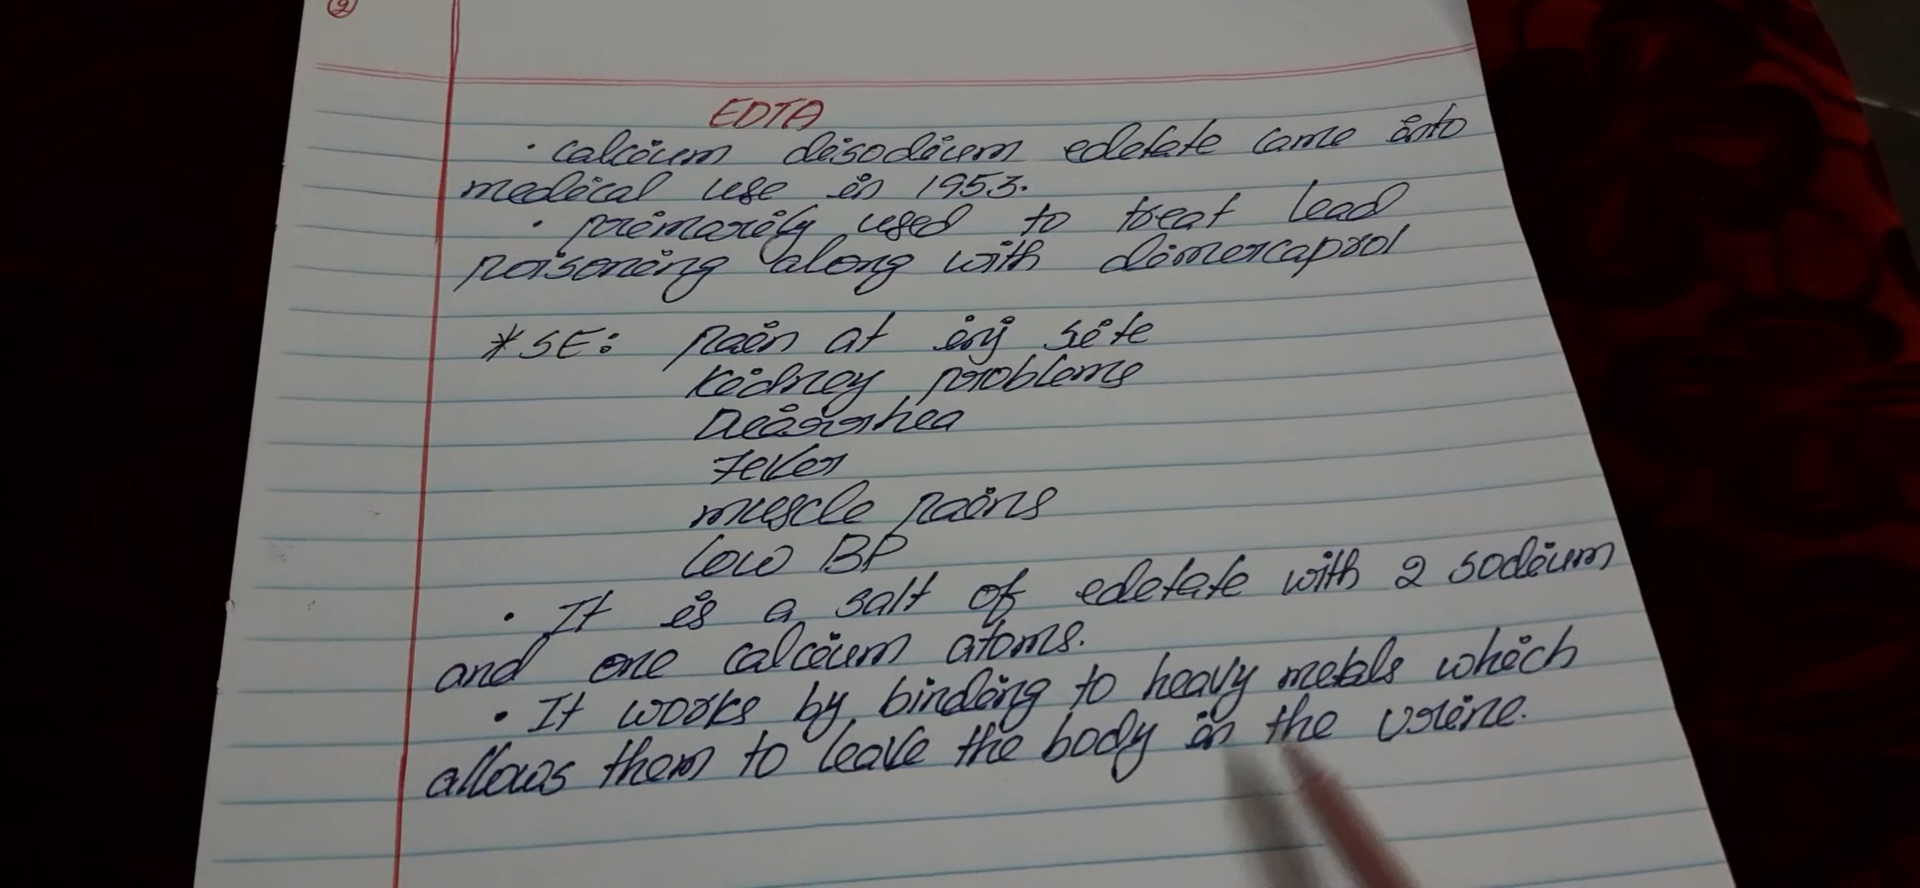 2
EDTA
• calcium disodium edetate came into
medical use in 1953.
• primarily used to treat lead
poisoning along with dimercaprol
*SE: pain at inj site
Kidney problems
Diarrhea
Fever
muscle pains
Low BP
• It is a salt of edetate with 2 sodium
and one calcium atoms.
• It works by binding to heavy metals which
allows them to leave the body in the urine.